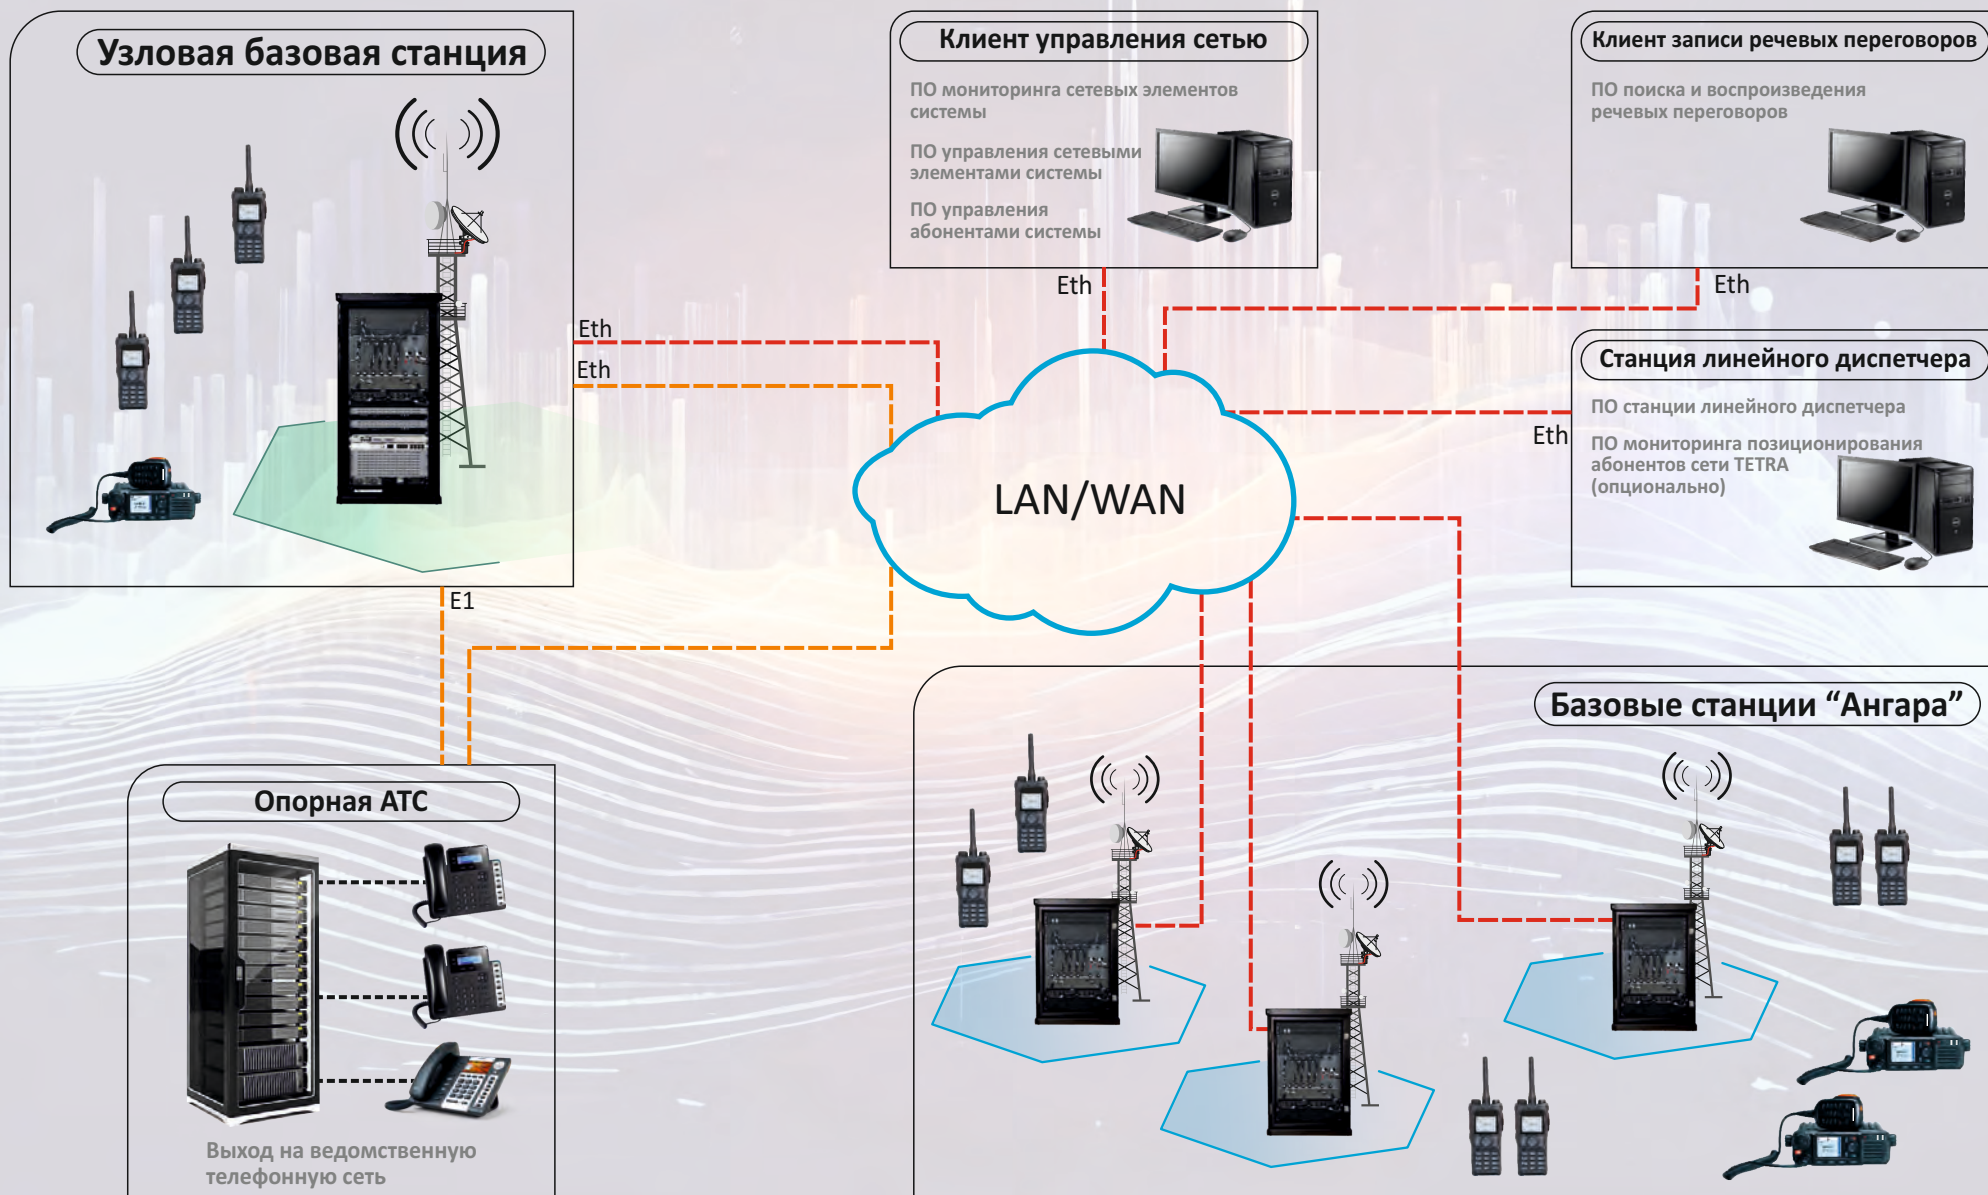 Узловая базовая станция
Клиент управления сетью
ПО мониторинга сетевых элементов
системы
ПО управления сетевыми
элементами системы
ПО управления
абонентами системы
Eth
Клиент записи речевых переговоров
ПО поиска и воспроизведения
речевых переговоров
Eth
Eth
Eth
Станция линейного диспетчера
ПО станции линейного диспетчера
ПО мониторинга позиционирования
абонентов сети TETRA
(опционально)
Eth
LAN/WAN
E1
Базовые станции “Ангара”
Опорная АТС
Выход на ведомственную
телефонную сеть